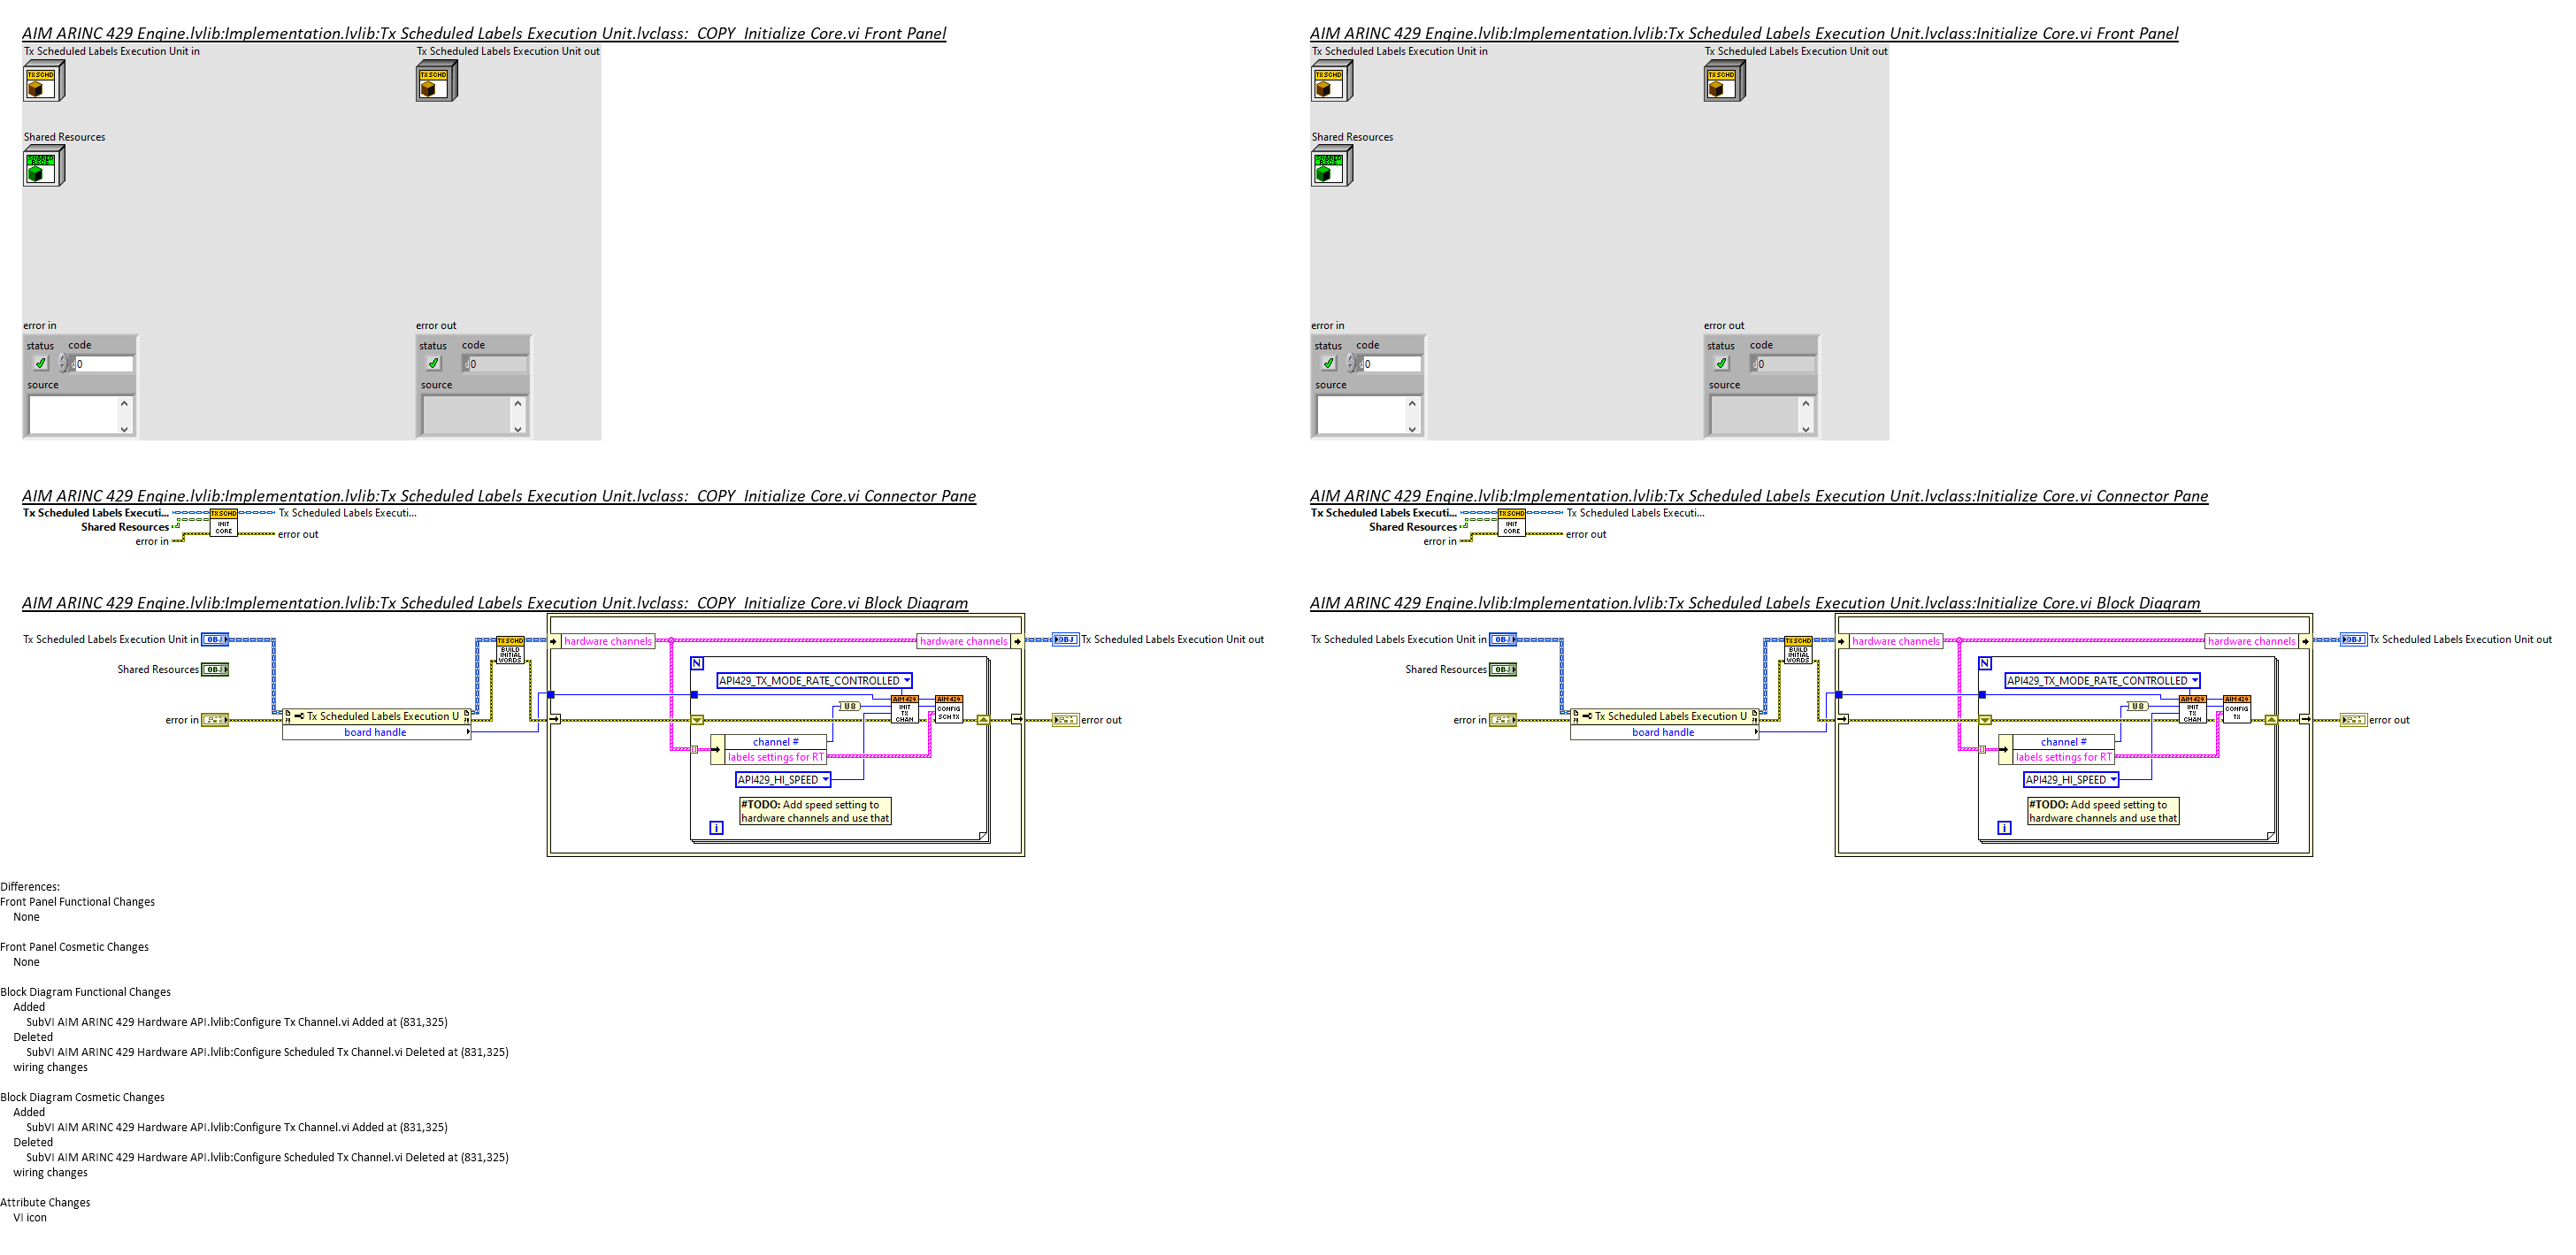 AIM ARINC 429 Engine.lvlib:Implementation.lvlib:Tx Scheduled Labels Execution Unit.lvclass:_COPY_Initialize Core.vi Front Panel
Tx Scheduled Labels Execution Unit in
Tx Scheduled Labels Execution Unit out
TX SCHD
TX SCHD
Shared Resources
error in
error out
status code
status code
0
0
source
source
AIM ARINC 429 Engine.lvlib:Implementation.lvlib:Tx Scheduled Labels Execution Unit.lvclass:Initialize Core.vi Front Panel
Tx Scheduled Labels Execution Unit in
Tx Scheduled Labels Execution Unit out
TX SCHD
TX SCHD
Shared Resources
error in
error out
status code
status code
0
0
source
source
AIM ARINC 429 Engine.lvlib:Implementation.lvlib:Tx Scheduled Labels Execution Unit.lvclass:_COPY_Initialize Core.vi Connector Pane
Tx Scheduled Labels Executi...
TX SCHD
INIT
CORE
Tx Scheduled Labels Executi...
Shared Resources
error in
error out
AIM ARINC 429 Engine.lvlib:Implementation.lvlib:Tx Scheduled Labels Execution Unit.lvclass:Initialize Core.vi Connector Pane
Tx Scheduled Labels Executi...
TX SCHD
INIT
CORE
Tx Scheduled Labels Executi...
Shared Resources
error in
error out
AIM ARINC 429 Engine.lvlib:Implementation.lvlib:Tx Scheduled Labels Execution Unit.lvclass:_COPY_Initialize Core.vi Block Diagram
Tx Scheduled Labels Execution Unit in
OBJ
TX SCHD
BUILD
INITIAL
WORDS
hardware channels
hardware channels
OBJ
Tx Scheduled Labels Execution Unit out
Shared Resources
OBJ
N
API429_TX_MODE_RATE_CONTROLLED
error in
Tx Scheduled Labels Execution U
board handle
U8
AIM429
INIT
TX
CHAN
AIM429
CONFIG
SCH TX
error out
channel #
labels settings for RT
API429_HI_SPEED
#TODO: Add speed setting to
hardware channels and use that
i
AIM ARINC 429 Engine.lvlib:Implementation.lvlib:Tx Scheduled Labels Execution Unit.lvclass:Initialize Core.vi Block Diagram
Tx Scheduled Labels Execution Unit in
OBJ
TX SCHD
BUILD
INITIAL
WORDS
hardware channels
hardware channels
OBJ
Tx Scheduled Labels Execution Unit out
Shared Resources
OBJ
N
API429_TX_MODE_RATE_CONTROLLED
error in
Tx Scheduled Labels Execution U
board handle
U8
AIM429
INIT
TX
CHAN
AIM429
CONFIG
TX
error out
channel #
labels settings for RT
API429_HI_SPEED
#TODO: Add speed setting to
hardware channels and use that
i
Differences:
Front Panel Functional Changes
None
Front Panel Cosmetic Changes
None
Block Diagram Functional Changes
Added
SubVI AIM ARINC 429 Hardware API.lvlib:Configure Tx Channel.vi Added at (831,325)
Deleted
SubVI AIM ARINC 429 Hardware API.lvlib:Configure Scheduled Tx Channel.vi Deleted at (831,325)
wiring changes
Block Diagram Cosmetic Changes
Added
SubVI AIM ARINC 429 Hardware API.lvlib:Configure Tx Channel.vi Added at (831,325)
Deleted
SubVI AIM ARINC 429 Hardware API.lvlib:Configure Scheduled Tx Channel.vi Deleted at (831,325)
wiring changes
Attribute Changes
VI icon